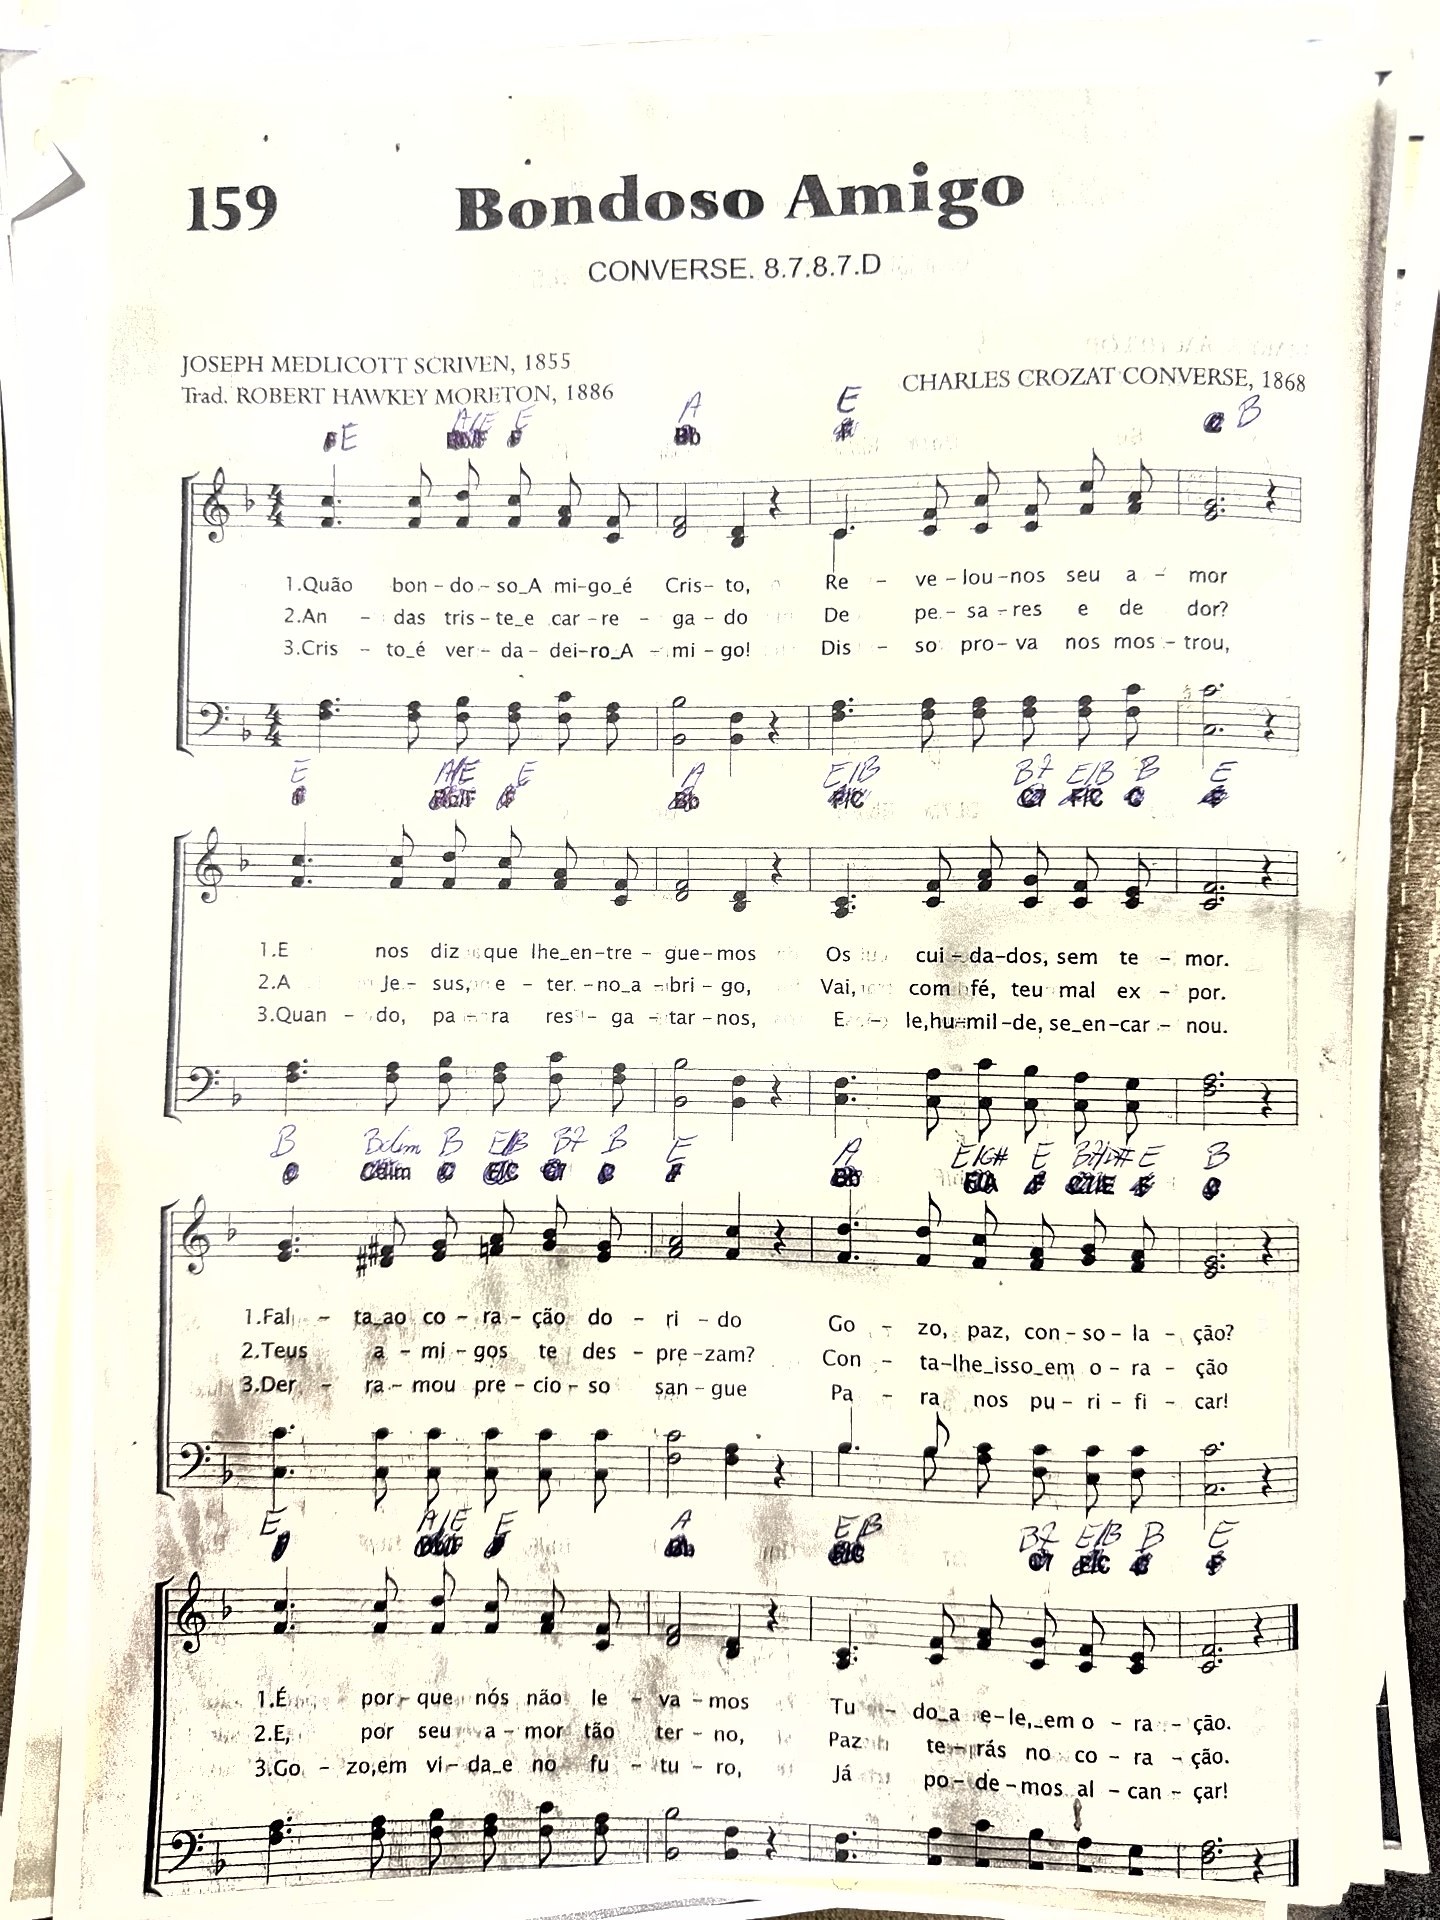 159 Bondoso Amigo
CONVERSE. 8.7.8.7.D
JOSEPH MEDLICOTT SCRIVEN, 1855
Trad. ROBERT HAWKEY MORETON, 1886
CHARLES CROZAT CONVERSE, 1868
E A/E E A E B
1.Quão bon-do-so_A mi-go_é Cris-to, Re - ve-lou-nos seu a - mor
2.An - das tris-te_e car-re - ga-do De pe-sa-res e de dor?
3.Cris - to_é ver-da-dei-ro_A - mi-go! Dis - so pro-va nos mos-trou,
E A/E E A E/B B7 E/B B E
1.E nos diz que lhe_en-tre - gue-mos Os cui-da-dos, sem te - mor.
2.A Je-sus, e - ter-no_a -bri-go, Vai, com fé, teu mal ex - por.
3.Quan - do, pa-ra res - ga -tar-nos, E - le,hu-mil-de, se_en-car - nou.
B Bdim B E/B B7 B E A E/G# E B7/D# E B
1.Fal - ta_ao co - ra - ção do - ri - do Go - zo, paz, con-so - la - ção?
2.Teus a - mi-gos te des - pre-zam? Con - ta-lhe_isso_em o - ra - ção
3.Der - ra-mou pre-cio-so san-gue Pa - ra nos pu-ri - fi - car!
E A/E E A E/B B7 E/B B E
1.É por-que nós não le - va-mos Tu - do_a e-le,_em o - ra - ção.
2.E, por seu a-mor tão ter-no, Paz te-rás no co - ra - ção.
3.Go - zo,em vi-da_e no fu - tu-ro, Já po-de-mos al - can - çar!